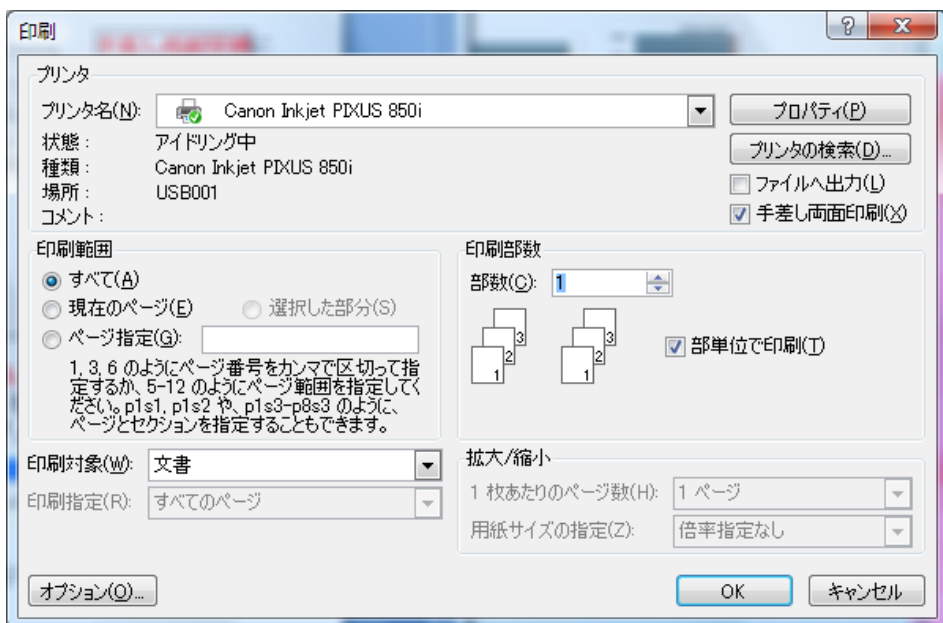 印刷
プリンタ
プリンタ名(N): Canon Inkjet PIXUS 850i
プロパティ(P)
状態： アイドリング中
プリンタの検索(D)...
種類： Canon Inkjet PIXUS 850i
場所： USB001
ファイルへ出力(L)
コメント：
手差し両面印刷(X)
印刷範囲
すべて(A)
現在のページ(E) 選択した部分(S)
ページ指定(G):
1, 3, 6 のようにページ番号をカンマで区切って指
定するか、5-12 のようにページ範囲を指定してく
ださい。p1s1, p1s2 や、p1s3-p8s3 のように、
ページとセクションを指定することもできます。
印刷部数
部数(C): 1
1 2 3 1 2 3
部単位で印刷(T)
印刷対象(W): 文書
印刷指定(R): すべてのページ
拡大/縮小
1 枚あたりのページ数(H): 1 ページ
用紙サイズの指定(Z): 倍率指定なし
オプション(O)...
OK
キャンセル